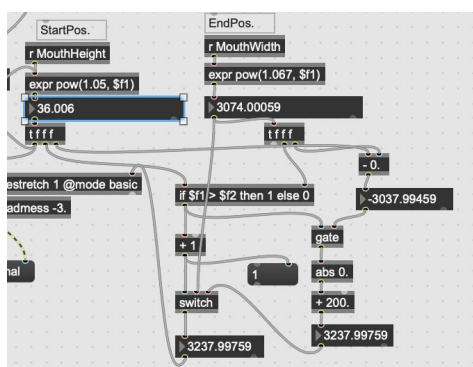 StartPos.
EndPos.
r MouthHeight
r MouthWidth
expr pow(1.05, $f1)
expr pow(1.067, $f1)
36.006
3074.00059
t f f f
t f f f
- 0.
estretch 1 @mode basic
if $f1 > $f2 then 1 else 0
-3037.99459
admess -3.
gate
+ 1
nal
1
abs 0.
switch
+ 200.
3237.99759
3237.99759